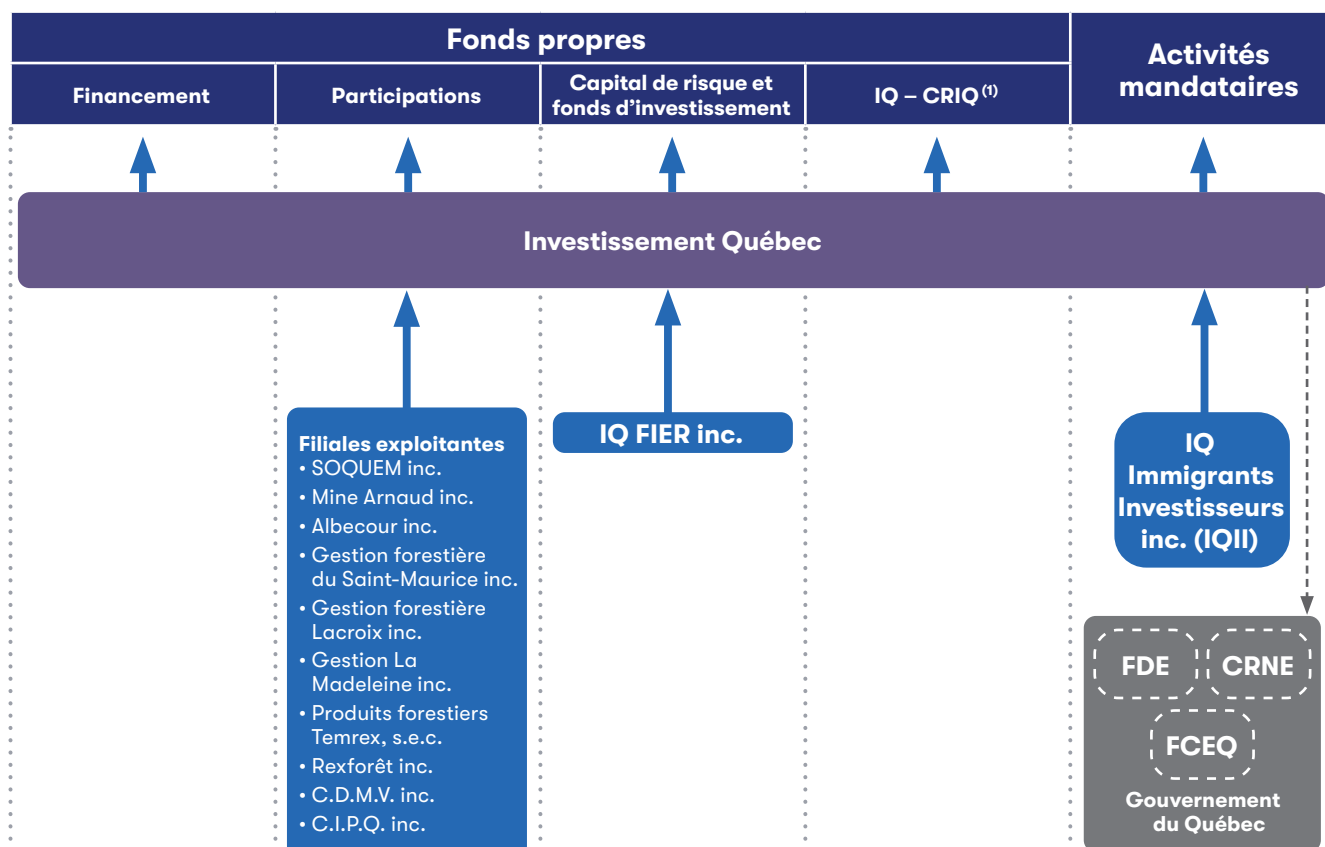 Fonds propres
Activités
mandataires
Financement
Participations
Capital de risque et
fonds d'investissement
IQ – CRIQ (1)
Investissement Québec
Filiales exploitantes
• SOQUEM inc.
• Mine Arnaud inc.
• Albecour inc.
• Gestion forestière
du Saint-Maurice inc.
• Gestion forestière
Lacroix inc.
• Gestion La
Madeleine inc.
• Produits forestiers
Temrex, s.e.c.
• Rexforêt inc.
• C.D.M.V. inc.
• C.I.P.Q. inc.
IQ FIER inc.
IQ
Immigrants
Investisseurs
inc. (IQII)
FDE
CRNE
FCEQ
Gouvernement
du Québec